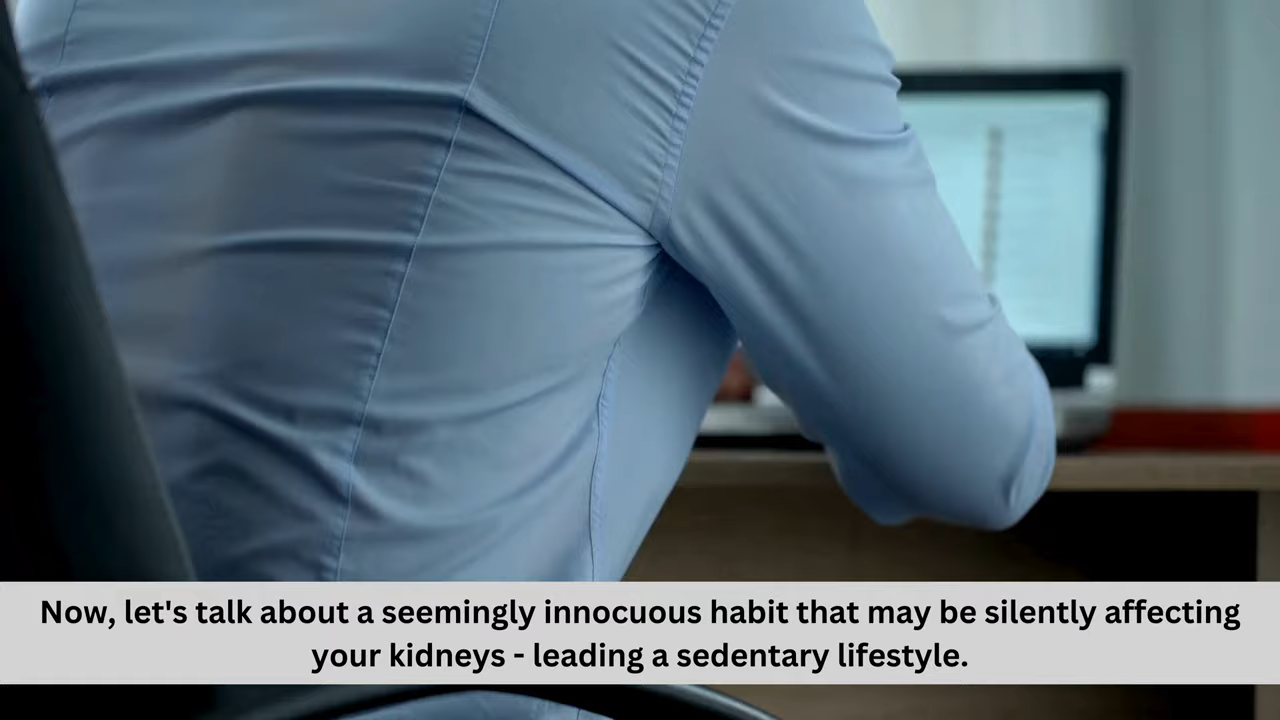 Now, let's talk about a seemingly innocuous habit that may be silently affecting
your kidneys - leading a sedentary lifestyle.